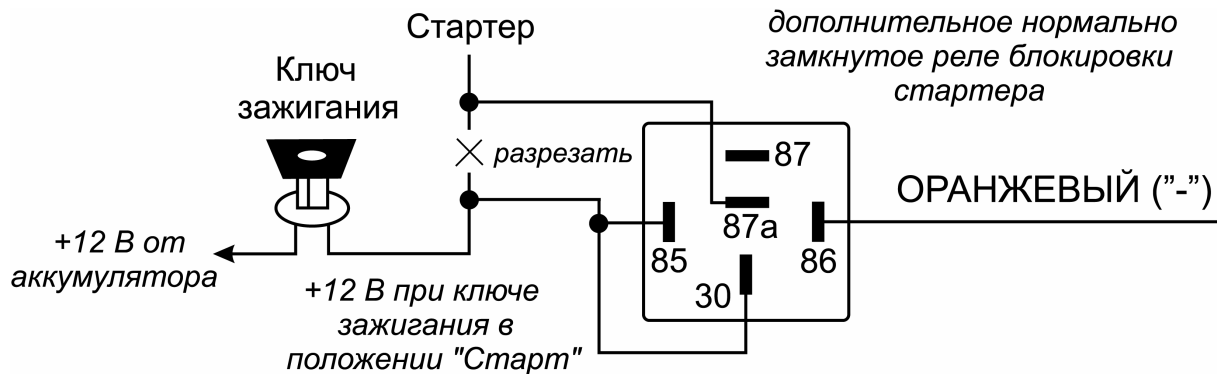 Стартер
дополнительное нормально
замкнутое реле блокировки
стартера
Ключ
зажигания
разрезать
87
ОРАНЖЕВЫЙ ("-")
87а
85
86
30
+12 В от
аккумулятора
+12 В при ключе
зажигания в
положении "Старт"